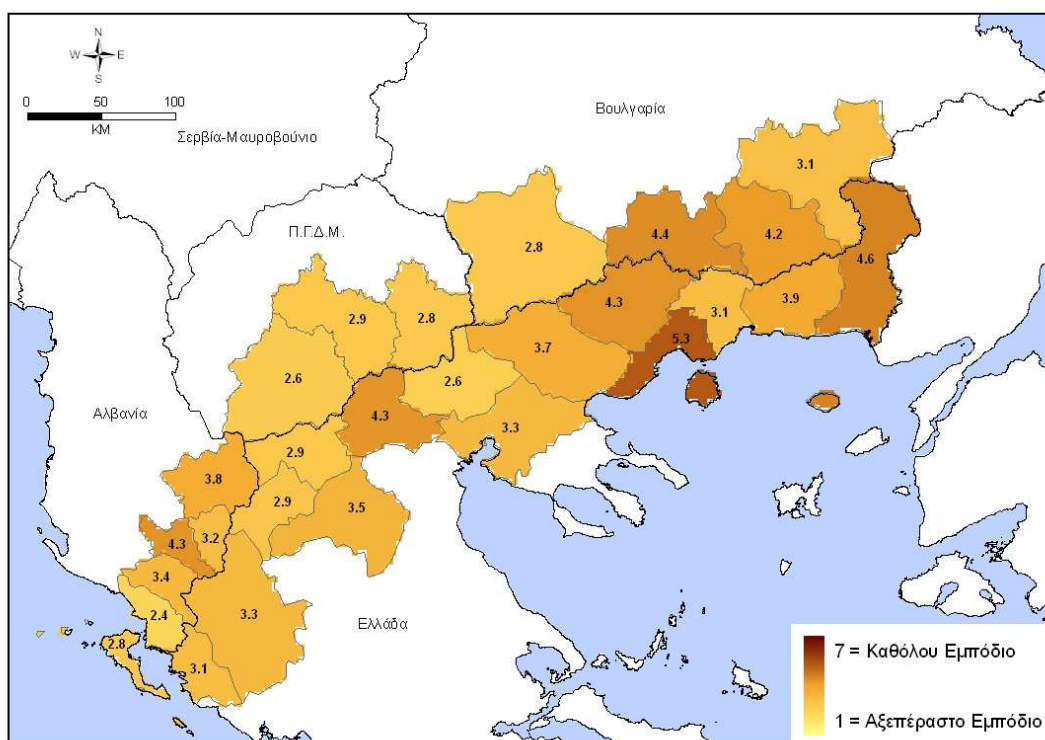 N
W E
S
0 50 100
KM
Σερβία-Μαυροβούνιο
Βουλγαρία
Π.Γ.Δ.Μ.
Αλβανία
Ελλάδα
3.1
4.4
4.2
2.8
4.6
4.3
3.1
3.9
2.9
2.8
3.7
5.3
2.6
2.6
4.3
3.3
2.9
3.8
2.9
3.5
3.2
4.3
3.4
2.4
3.3
2.8
3.1
7 = Καθόλου Εμπόδιο
1 = Αξεπέραστο Εμπόδιο